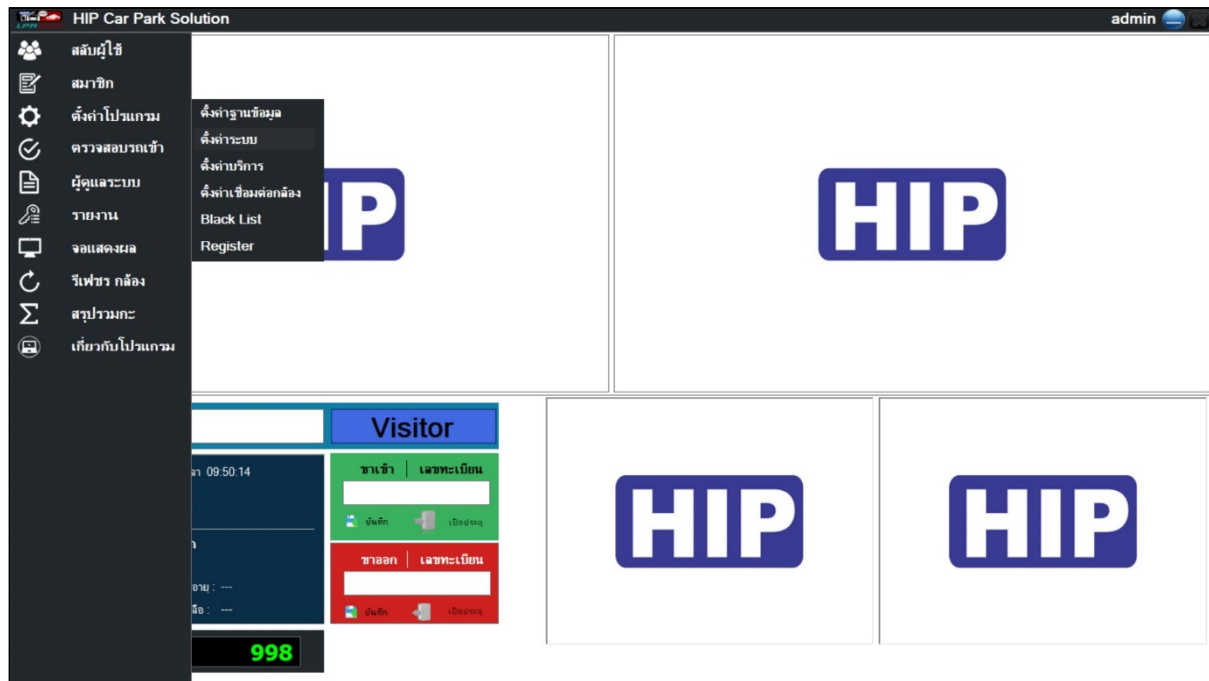 HIP Car Park Solution
admin
สลับผู้ใช้
สมาชิก
ตั้งค่าโปรแกรม
ตรวจสอบรถเข้า
ผู้ดูแลระบบ
รายงาน
จอแสดงผล
รีเฟชร กล้อง
สรุปรวมกะ
เกี่ยวกับโปรแกรม
ตั้งค่าฐานข้อมูล
ตั้งค่าระบบ
ตั้งค่าบริการ
ตั้งค่าเชื่อมต่อกล้อง
Black List
Register
IP
HIP
Visitor
09:50:14
ขาเข้า เลขทะเบียน
บันทึก เปิดประตู
ขาออก เลขทะเบียน
บันทึก เปิดประตู
อายุ : ---
---
998
HIP
HIP